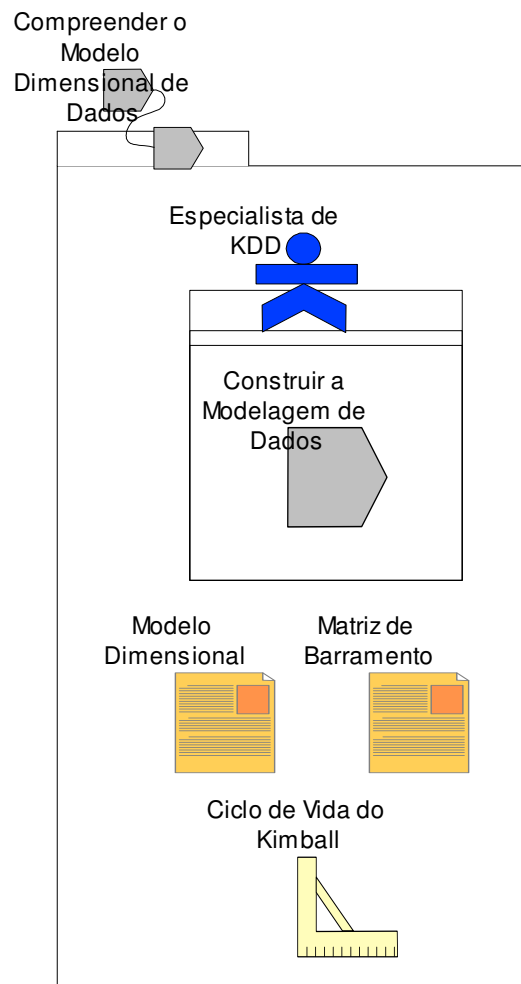 Compreender o
Modelo
Dimensional de
Dados
Especialista de
KDD
Construir a
Modelagem de
Dados
Modelo
Dimensional
Matriz de
Barramento
Ciclo de Vida do
Kimball